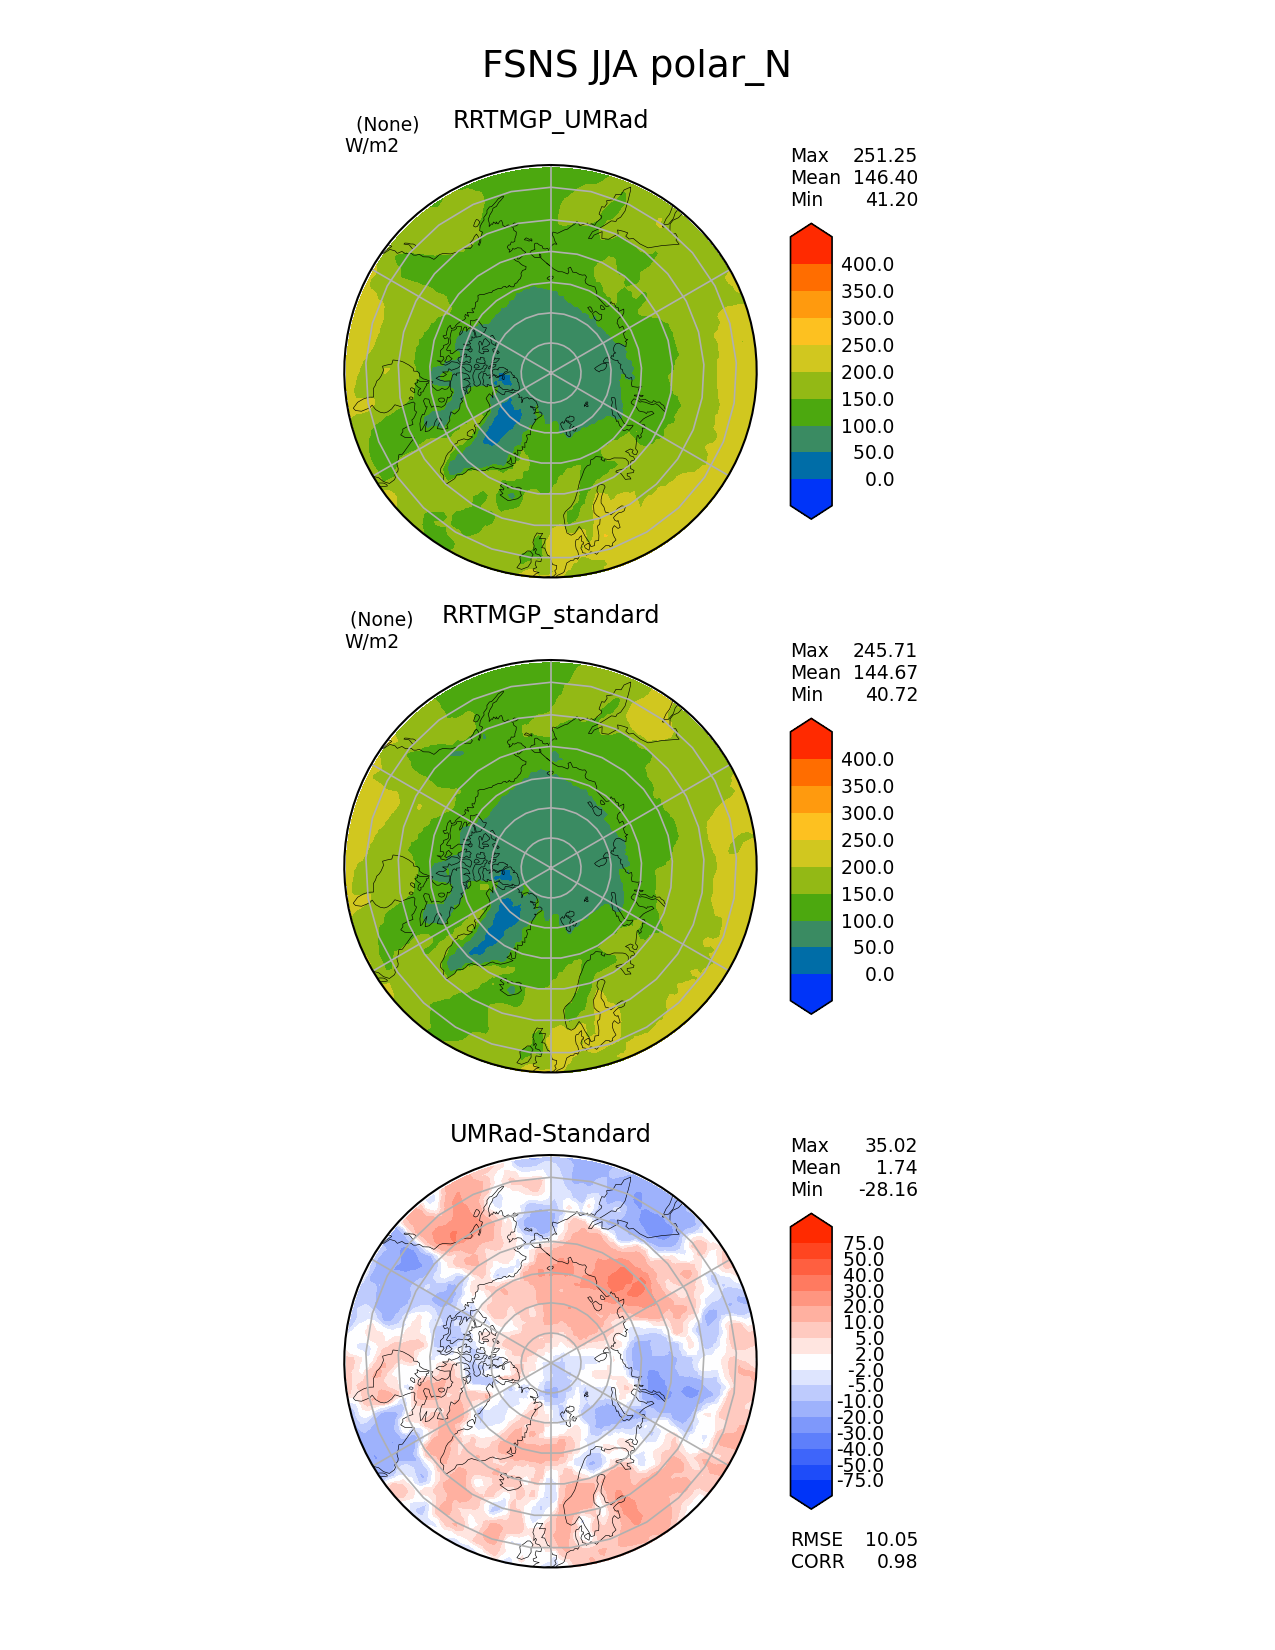 FSNS JJA polar_N
(None)
RRTMGP_UMRad
W/m2
Max 251.25
Mean 146.40
Min 41.20
400.0
350.0
300.0
250.0
200.0
150.0
100.0
50.0
0.0
(None)
RRTMGP_standard
W/m2
Max 245.71
Mean 144.67
Min 40.72
400.0
350.0
300.0
250.0
200.0
150.0
100.0
50.0
0.0
UMRad-Standard
Max 35.02
Mean 1.74
Min -28.16
75.0
50.0
40.0
30.0
20.0
10.0
5.0
2.0
-2.0
-5.0
-10.0
-20.0
-30.0
-40.0
-50.0
-75.0
RMSE 10.05
CORR 0.98